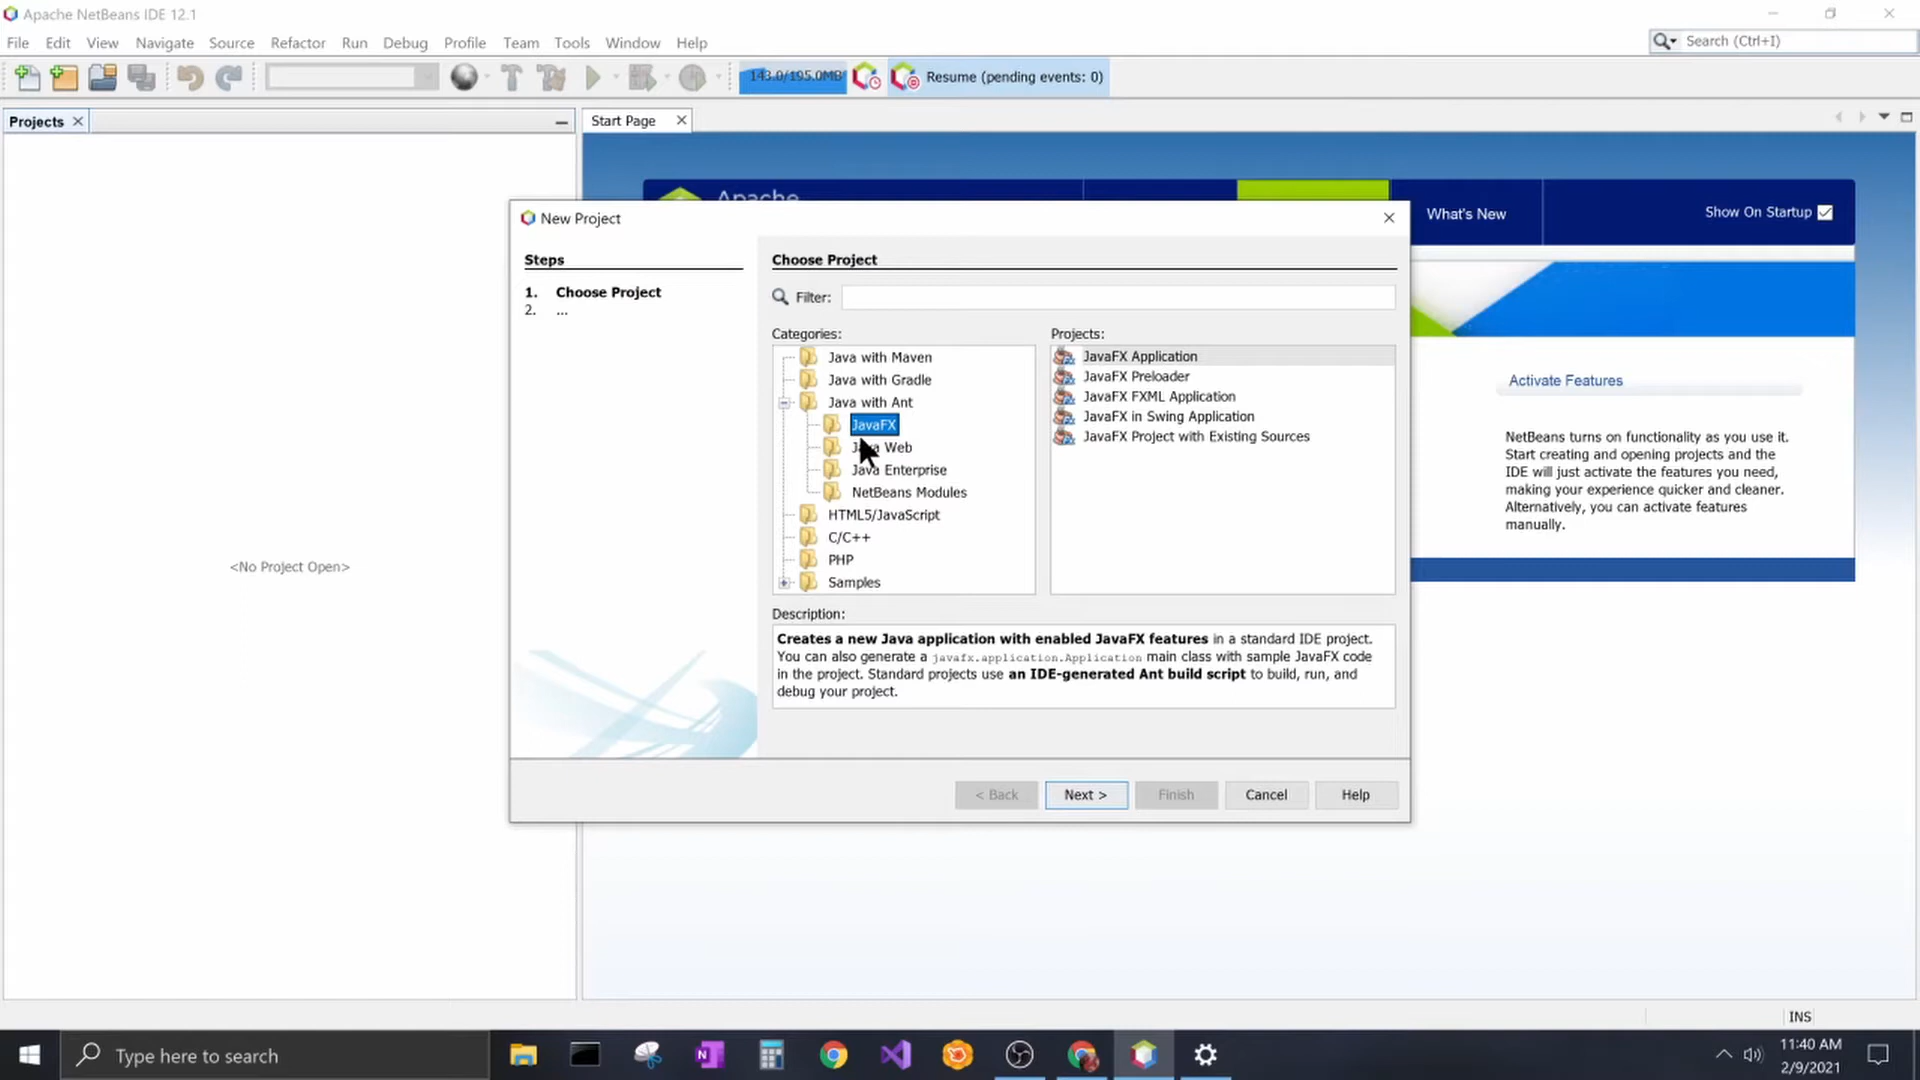 Apache NetBeans IDE 12.1
File Edit View Navigate Source Refactor Run Debug Profile Team Tools Window Help
Search (Ctrl+I)
143.0/195.0MB
Resume (pending events: 0)
Projects
Start Page
Apache
What's New
Show On Startup
New Project
Steps
1. Choose Project
2. ...
Choose Project
Filter:
Categories:
Java with Maven
Java with Gradle
Java with Ant
JavaFX
Java Web
Java Enterprise
NetBeans Modules
HTML5/JavaScript
C/C++
PHP
Samples
Projects:
JavaFX Application
JavaFX Preloader
JavaFX FXML Application
JavaFX in Swing Application
JavaFX Project with Existing Sources
Description:
Creates a new Java application with enabled JavaFX features in a standard IDE project.
You can also generate a javafx.application.Application main class with sample JavaFX code
in the project. Standard projects use an IDE-generated Ant build script to build, run, and
debug your project.
< Back
Next >
Finish
Cancel
Help
Activate Features
NetBeans turns on functionality as you use it.
Start creating and opening projects and the
IDE will just activate the features you need,
making your experience quicker and cleaner.
Alternatively, you can activate features
manually.
<No Project Open>
INS
Type here to search
11:40 AM
2/9/2021